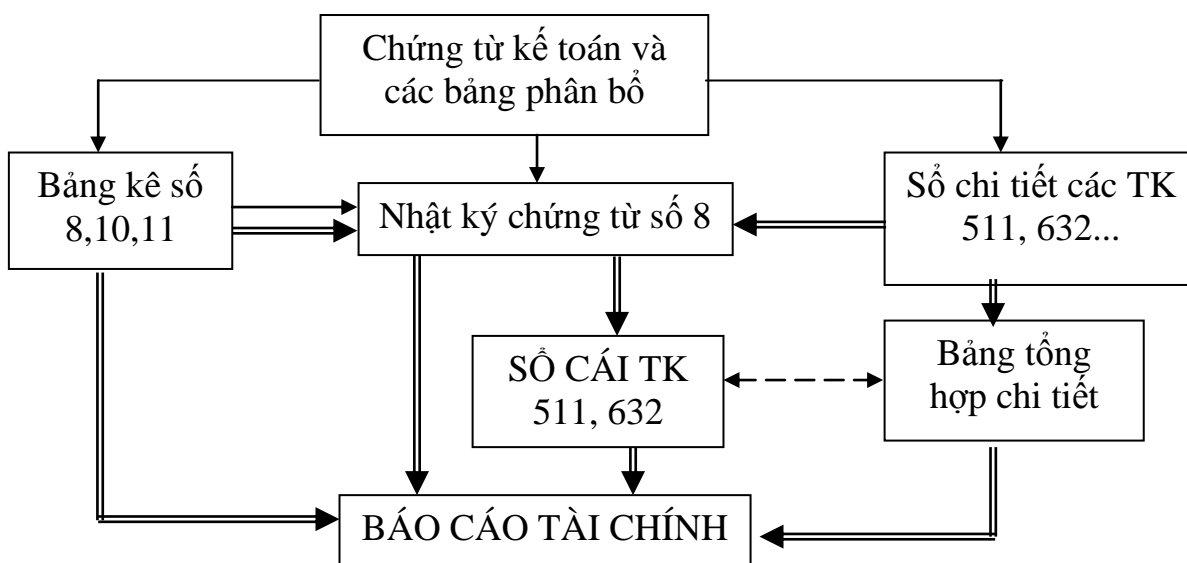 Chứng từ kế toán và
các bảng phân bổ
Bảng kê số
8,10,11
Nhật ký chứng từ số 8
Sổ chi tiết các TK
511, 632...
SỔ CÁI TK
511, 632
Bảng tổng
hợp chi tiết
BÁO CÁO TÀI CHÍNH